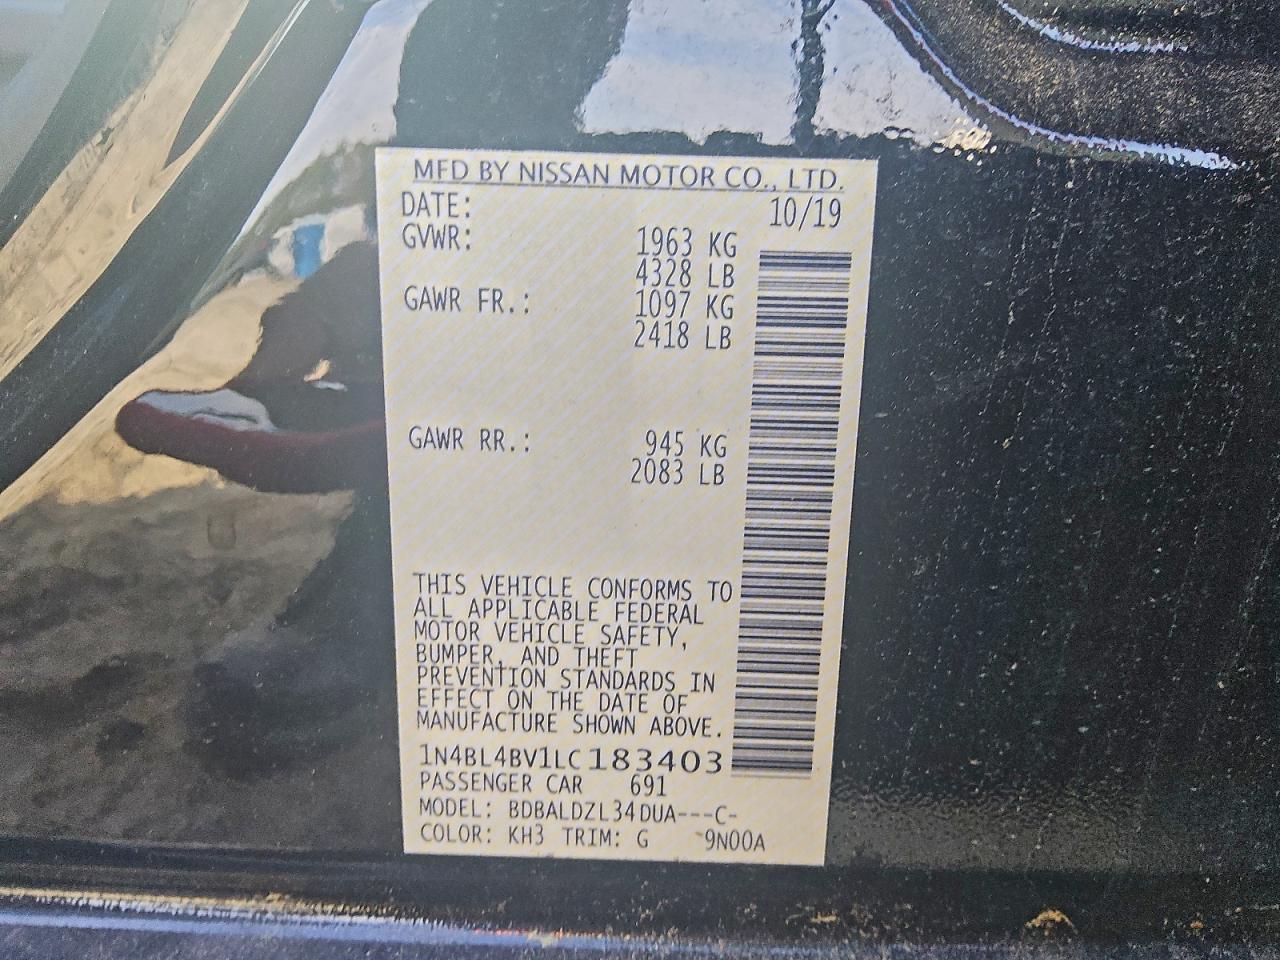 MFD BY NISSAN MOTOR CO., LTD.
DATE: 10/19
GVWR: 1963 KG
4328 LB
GAWR FR.: 1097 KG
2418 LB
GAWR RR.: 945 KG
2083 LB
THIS VEHICLE CONFORMS TO
ALL APPLICABLE FEDERAL
MOTOR VEHICLE SAFETY,
BUMPER, AND THEFT
PREVENTION STANDARDS IN
EFFECT ON THE DATE OF
MANUFACTURE SHOWN ABOVE.
1N4BL4BV1LC183403
PASSENGER CAR 691
MODEL: BDBALDZL34DUA---C-
COLOR: KH3 TRIM: G 9N00A